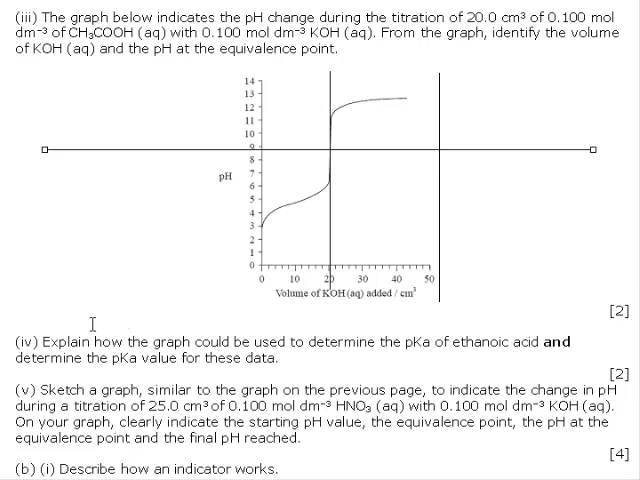 (iii) The graph below indicates the pH change during the titration of 20.0 cm³ of 0.100 mol
dm⁻³ of CH₃COOH (aq) with 0.100 mol dm⁻³ KOH (aq). From the graph, identify the volume
of KOH (aq) and the pH at the equivalence point.
14
13
12
11
10
9
8
7
pH
6
5
4
3
2
1
0
0 10 20 30 40 50
Volume of KOH (aq) added / cm³
[2]
(iv) Explain how the graph could be used to determine the pKa of ethanoic acid and
determine the pKa value for these data.
[2]
(v) Sketch a graph, similar to the graph on the previous page, to indicate the change in pH
during a titration of 25.0 cm³ of 0.100 mol dm⁻³ HNO₃ (aq) with 0.100 mol dm⁻³ KOH (aq).
On your graph, clearly indicate the starting pH value, the equivalence point, the pH at the
equivalence point and the final pH reached.
[4]
(b) (i) Describe how an indicator works.